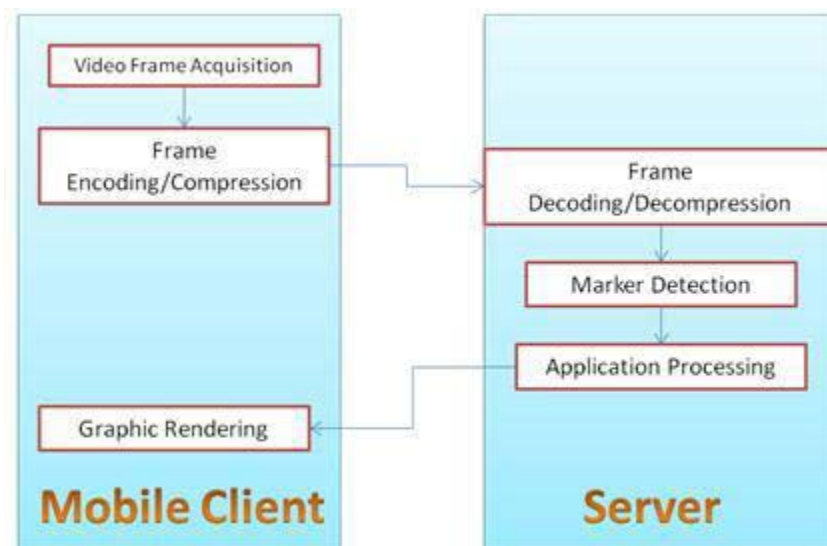 Video Frame Acquisition
Frame
Encoding/Compression
Frame
Decoding/Decompression
Marker Detection
Application Processing
Graphic Rendering
Mobile Client
Server